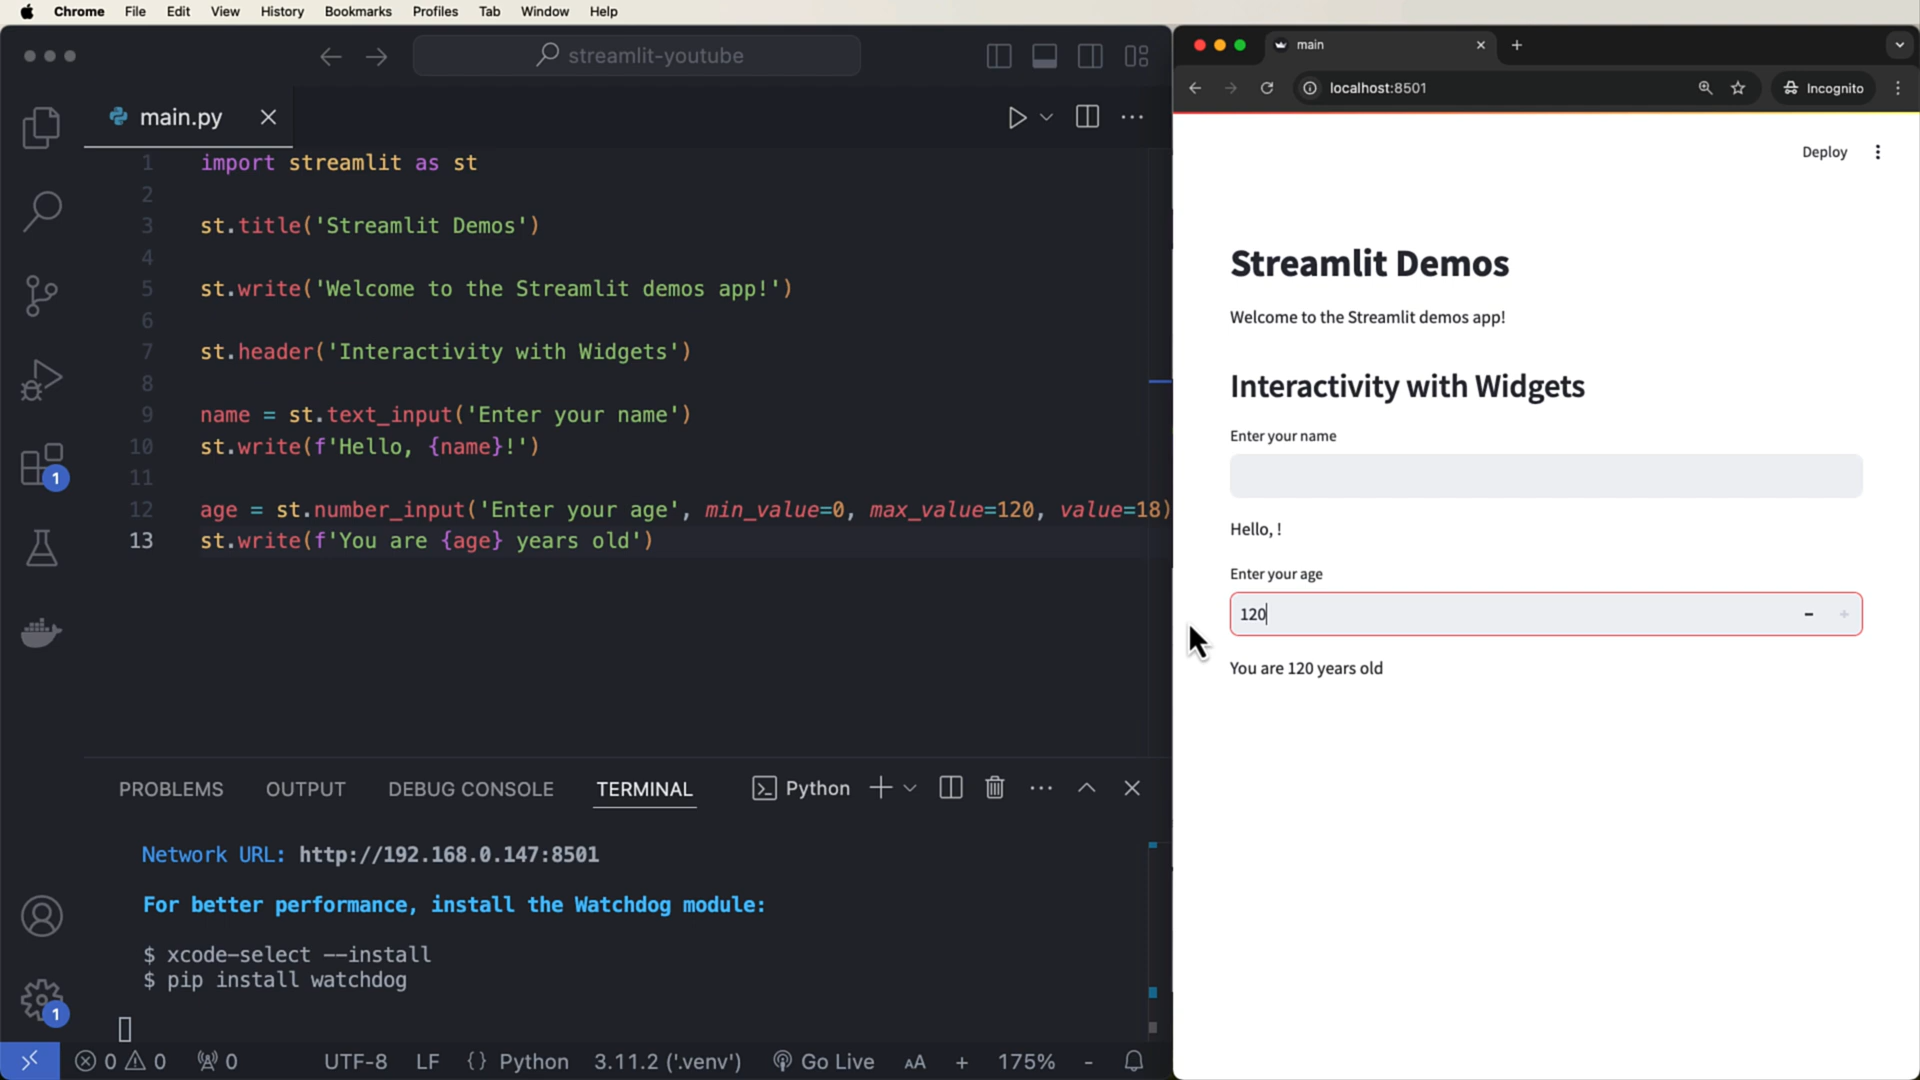 Chrome File Edit View History Bookmarks Profiles Tab Window Help
streamlit-youtube
main.py
1 import streamlit as st
2
3 st.title('Streamlit Demos')
4
5 st.write('Welcome to the Streamlit demos app!')
6
7 st.header('Interactivity with Widgets')
8
9 name = st.text_input('Enter your name')
10 st.write(f'Hello, {name}!')
11
12 age = st.number_input('Enter your age', min_value=0, max_value=120, value=18)
13 st.write(f'You are {age} years old')
PROBLEMS OUTPUT DEBUG CONSOLE TERMINAL Python
Network URL: http://192.168.0.147:8501
For better performance, install the Watchdog module:
$ xcode-select --install
$ pip install watchdog
1
1
0 0 0 UTF-8 LF {} Python 3.11.2 ('.venv') Go Live AA + 175% -
main
localhost:8501 Incognito
Deploy
Streamlit Demos
Welcome to the Streamlit demos app!
Interactivity with Widgets
Enter your name
Hello, !
Enter your age
120 - +
You are 120 years old